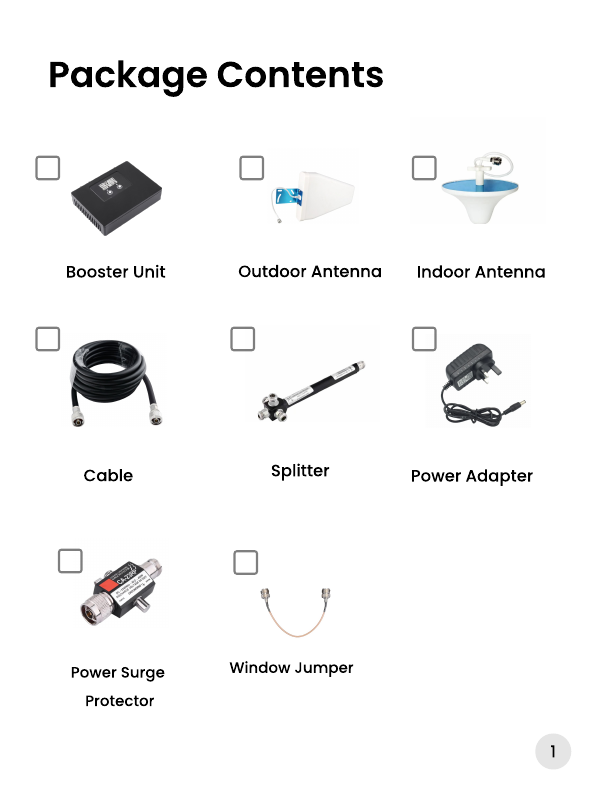 Package Contents
Booster Unit
Outdoor Antenna
Indoor Antenna
Cable
Splitter
Power Adapter
Power Surge
Protector
Window Jumper
1